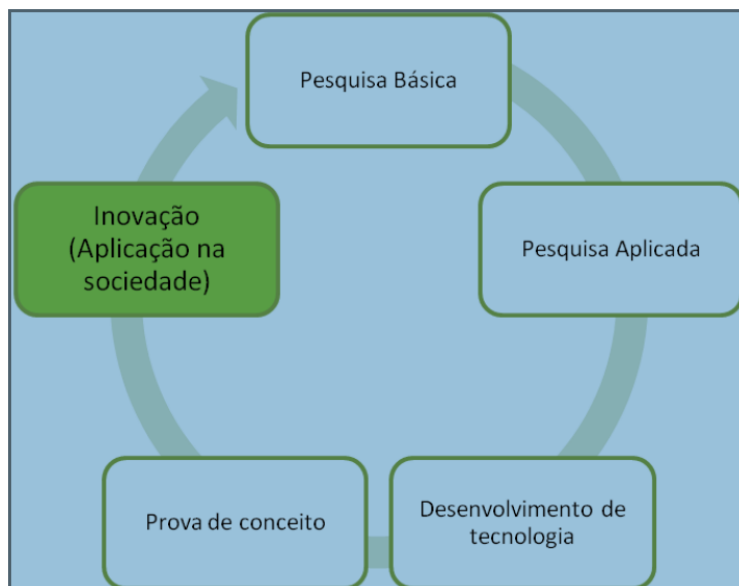 Pesquisa Básica
Inovação
(Aplicação na
sociedade)
Pesquisa Aplicada
Prova de conceito
Desenvolvimento de
tecnologia